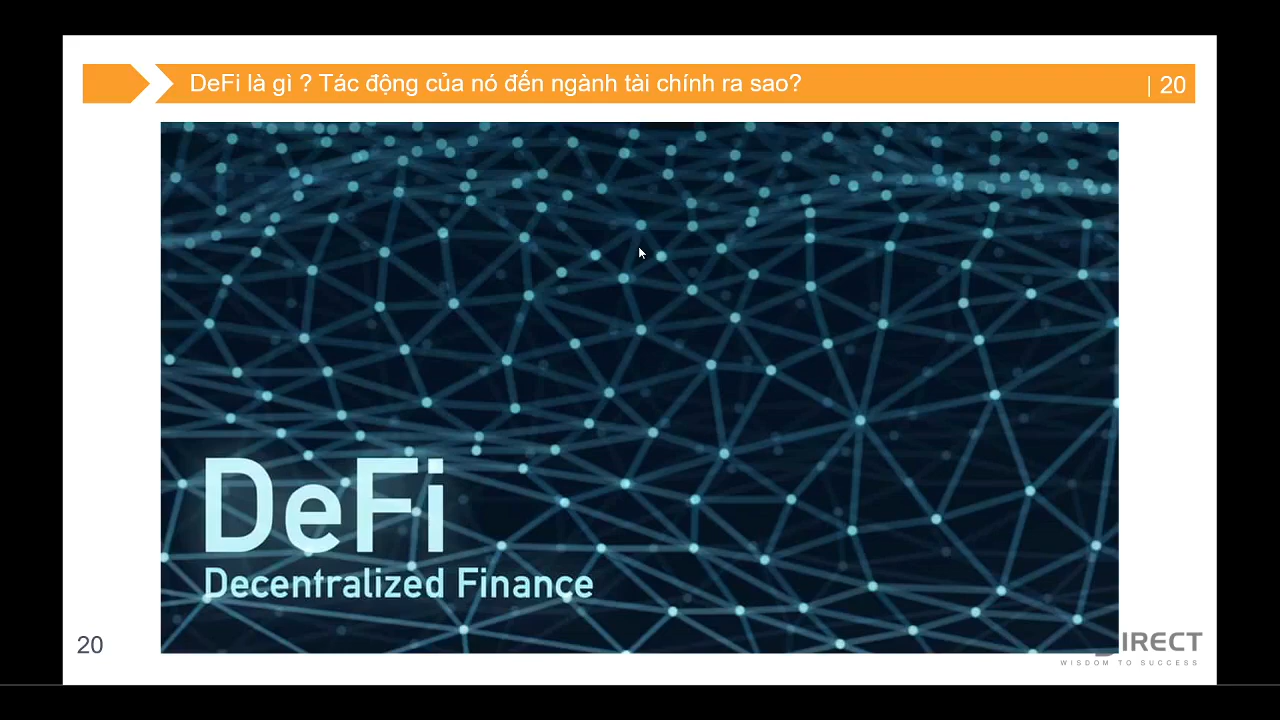 DeFi là gì ? Tác động của nó đến ngành tài chính ra sao?
| 20
DeFi
Decentralized Finance
20
IRECT
WISDOM TO SUCCESS